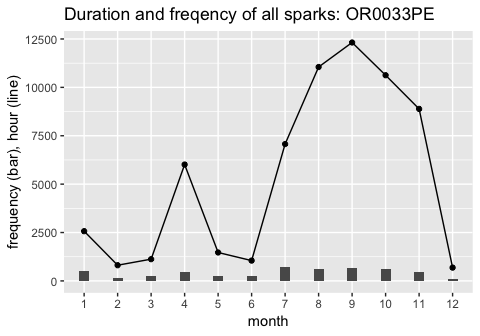 Duration and freqency of all sparks: OR0033PE
frequency (bar), hour (line)
12500
10000
7500
5000
2500
0
1 2 3 4 5 6 7 8 9 10 11 12
month